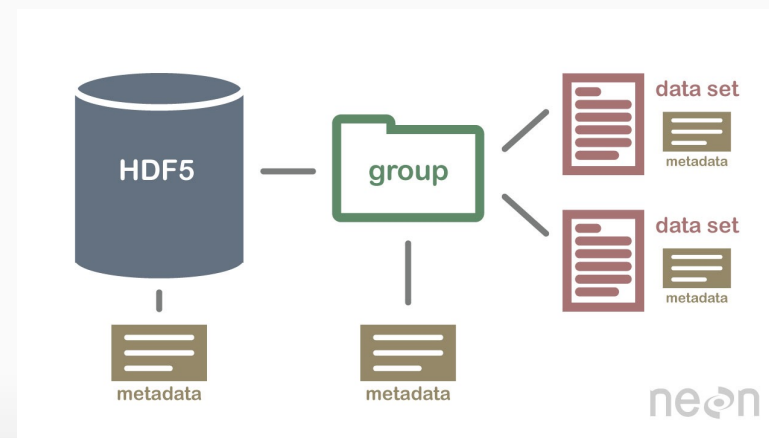 HDF5
metadata
group
metadata
data set
metadata
data set
metadata
neon